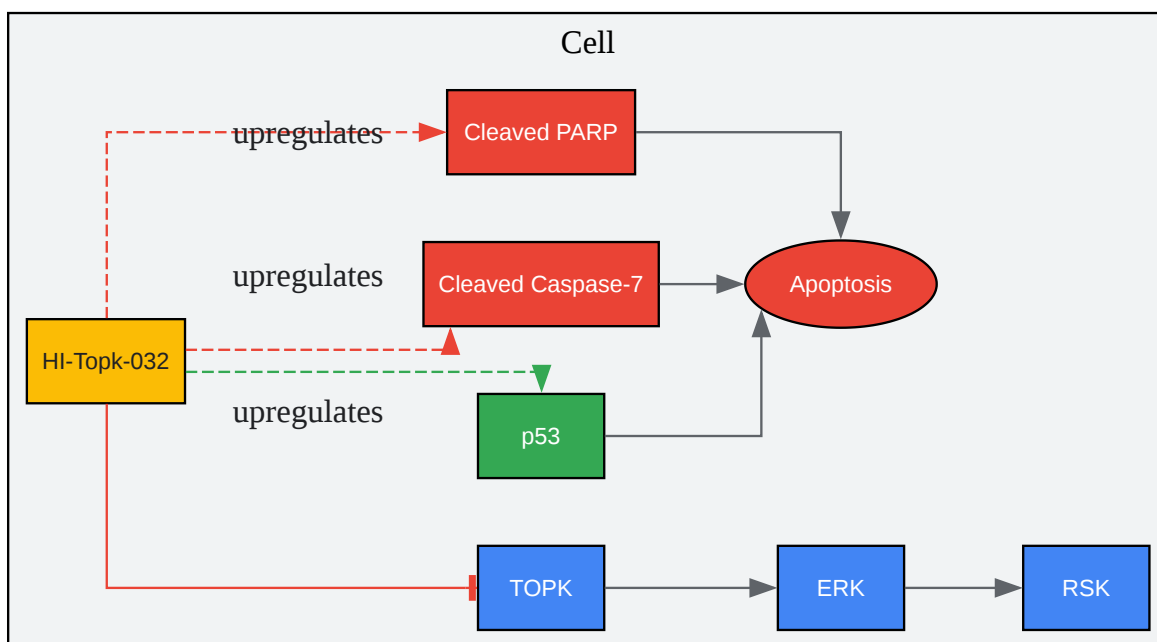 Cell
upregulates
Cleaved PARP
upregulates
Cleaved Caspase-7
Apoptosis
HI-Topk-032
upregulates
p53
TOPK
ERK
RSK